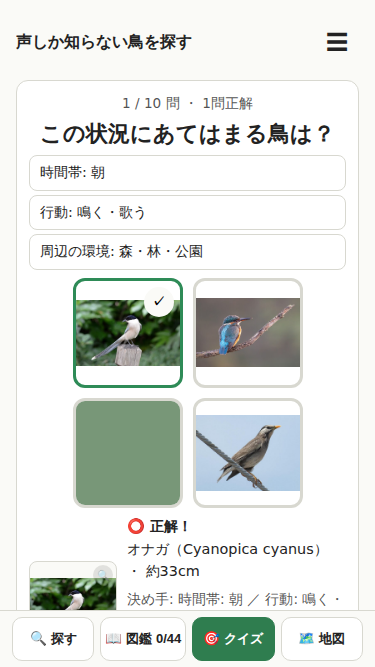 声しか知らない鳥を探す
1 / 10 問 ・ 1問正解
この状況にあてはまる鳥は？
時間帯: 朝
行動: 鳴く・歌う
周辺の環境: 森・林・公園
✓
⭕ 正解！
オナガ（Cyanopica cyanus）
・ 約33cm
決め手: 時間帯: 朝 ／ 行動: 鳴く・
🔍 探す
📖 図鑑 0/44
🎯 クイズ
🗺️ 地図